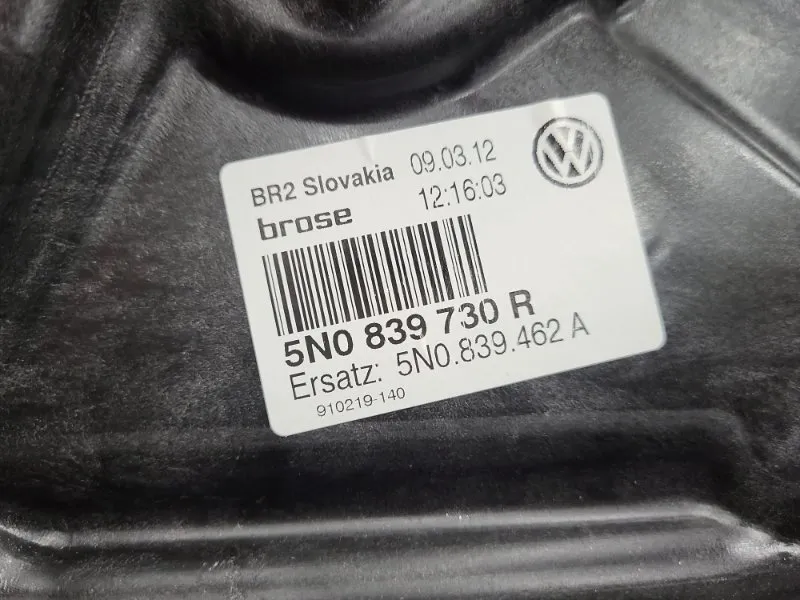 BR2 Slovakia 09.03.12
brose 12:16:03
5N0 839 730 R
Ersatz: 5N0.839.462 A
910219-140